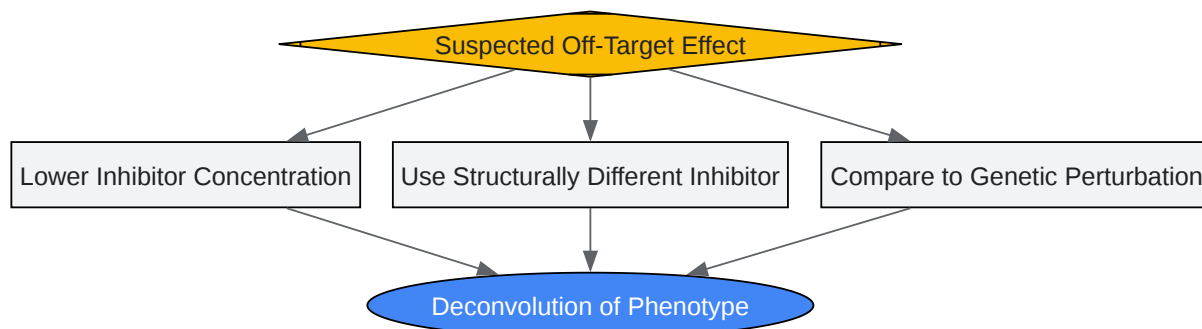 Suspected Off-Target Effect
Lower Inhibitor Concentration
Use Structurally Different Inhibitor
Compare to Genetic Perturbation
Deconvolution of Phenotype